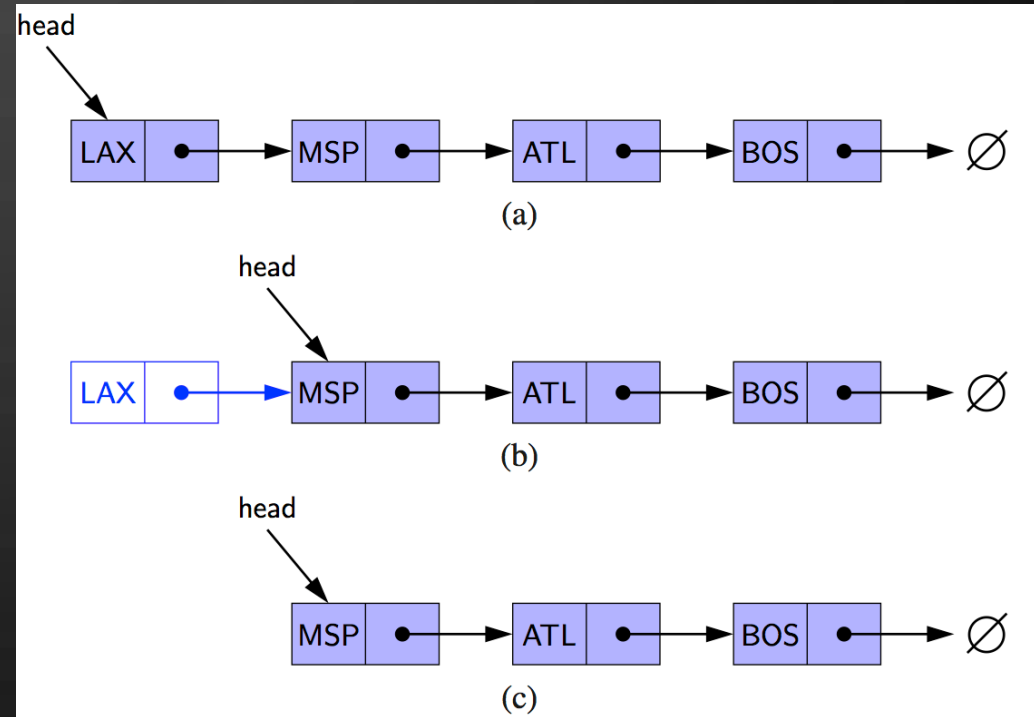 head
LAX MSP ATL BOS ∅
(a)
head
LAX MSP ATL BOS ∅
(b)
head
MSP ATL BOS ∅
(c)